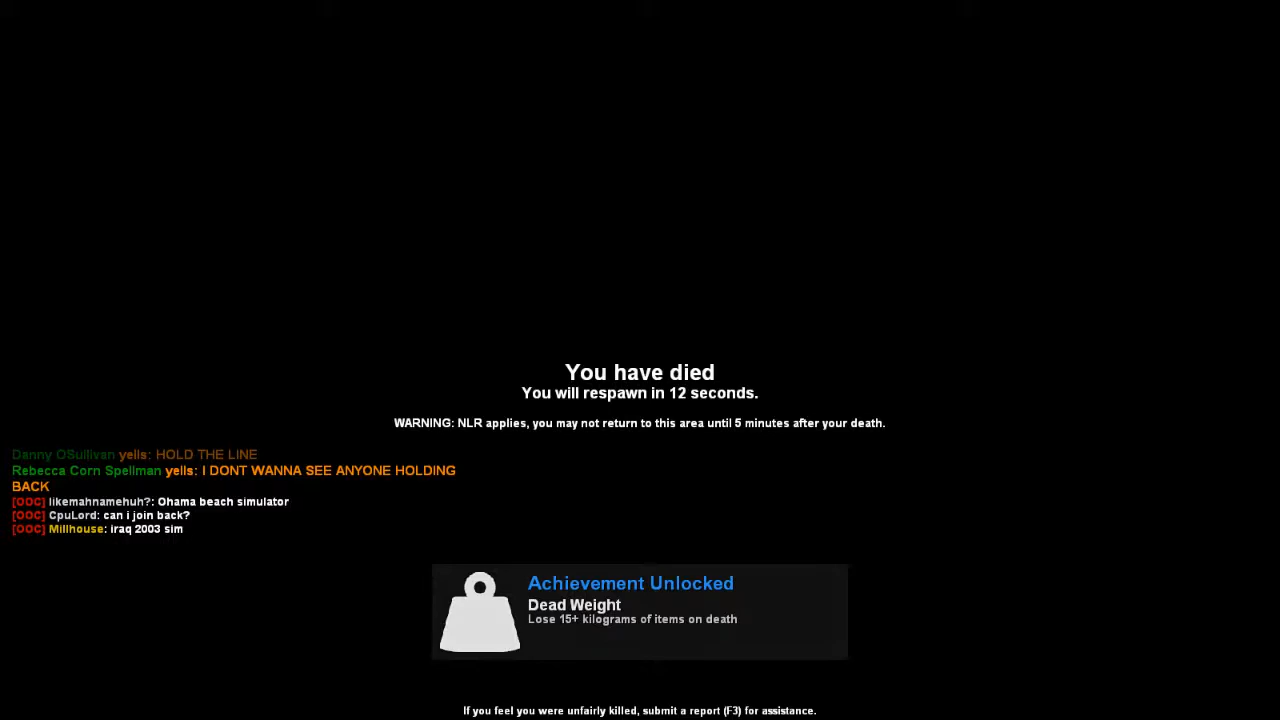 You have died
You will respawn in 12 seconds.
WARNING: NLR applies, you may not return to this area until 5 minutes after your death.
Danny OSullivan yells: HOLD THE LINE
Rebecca Corn Spellman yells: I DONT WANNA SEE ANYONE HOLDING
BACK
[OOC] likemahnamehuh?: Ohama beach simulator
[OOC] CpuLord: can i join back?
[OOC] Millhouse: iraq 2003 sim
Achievement Unlocked
Dead Weight
Lose 15+ kilograms of items on death
If you feel you were unfairly killed, submit a report (F3) for assistance.